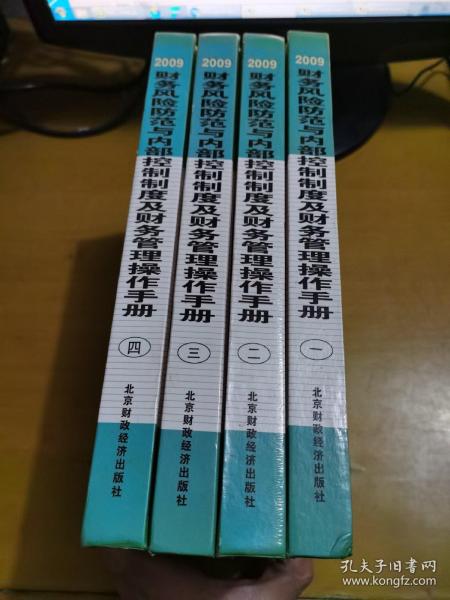 2009
财务风险防范与内部控制制度及财务管理操作手册
四
北京财政经济出版社
2009
财务风险防范与内部控制制度及财务管理操作手册
三
北京财政经济出版社
2009
财务风险防范与内部控制制度及财务管理操作手册
二
北京财政经济出版社
2009
财务风险防范与内部控制制度及财务管理操作手册
一
北京财政经济出版社
孔夫子旧书网
www.kongfz.com